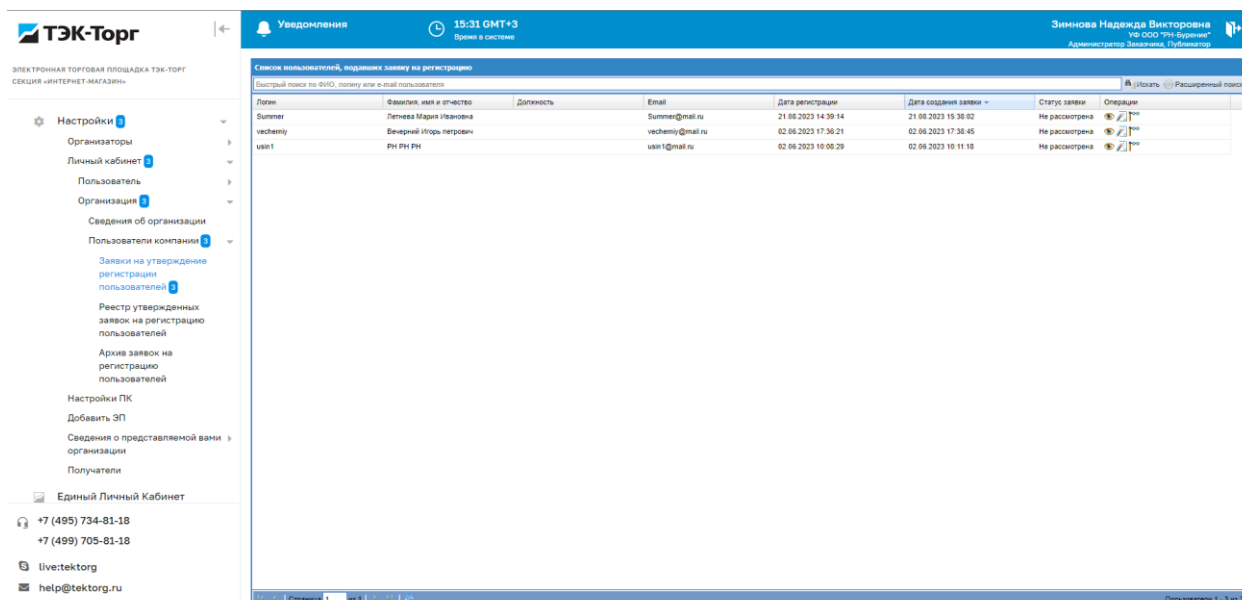 ТЭК-Торг
ЭЛЕКТРОННАЯ ТОРГОВАЯ ПЛОЩАДКА ТЭК-ТОРГ
СЕКЦИЯ «ИНТЕРНЕТ-МАГАЗИН»
Настройки 3
Организаторы
Личный кабинет 3
Пользователь
Организация 3
Сведения об организации
Пользователи компании 3
Заявки на утверждение
регистрации
пользователей 3
Реестр утвержденных
заявок на регистрацию
пользователей
Архив заявок на
регистрацию
пользователей
Настройки ПК
Добавить ЭП
Сведения о представляемой вами
организации
Получатели
Единый Личный Кабинет
+7 (495) 734-81-18
+7 (499) 705-81-18
live:tektorg
help@tektorg.ru
Уведомления
15:31 GMT+3
Время в системе
Зимнова Надежда Викторовна
УФ ООО "РН-Бурение"
Администратор Заказчика, Публикатор
Список пользователей, подавших заявку на регистрацию
Быстрый поиск по ФИО, логину или e-mail пользователя Искать Расширенный поиск
Логин Фамилия, имя и отчество Должность Email Дата регистрации Дата создания заявки Статус заявки Операции
Summer Летнева Мария Ивановна Summer@mail.ru 21.08.2023 14:39:14 21.08.2023 15:38:02 Не рассмотрена
vecherniy Вечерний Игорь петрович vecherniy@mail.ru 02.06.2023 17:36:21 02.06.2023 17:38:45 Не рассмотрена
usin1 РН РН РН usin1@mail.ru 02.06.2023 10:08:29 02.06.2023 10:11:18 Не рассмотрена
Страница 1 из 1
Пользователи 1 - 3 из